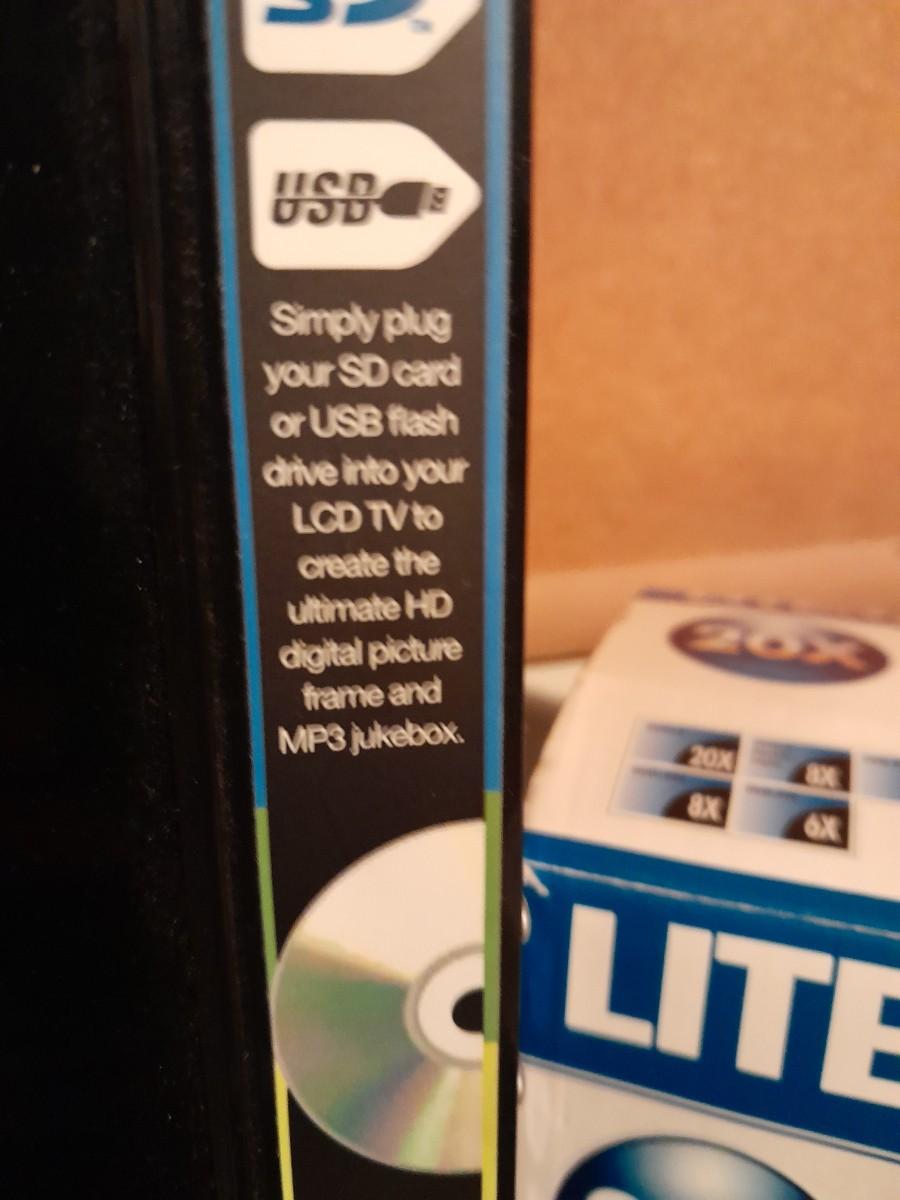 SD
USB
Simply plug
your SD card
or USB flash
drive into your
LCD TV to
create the
ultimate HD
digital picture
frame and
MP3 jukebox.
20X
20X 8X
8X 6X
LITE